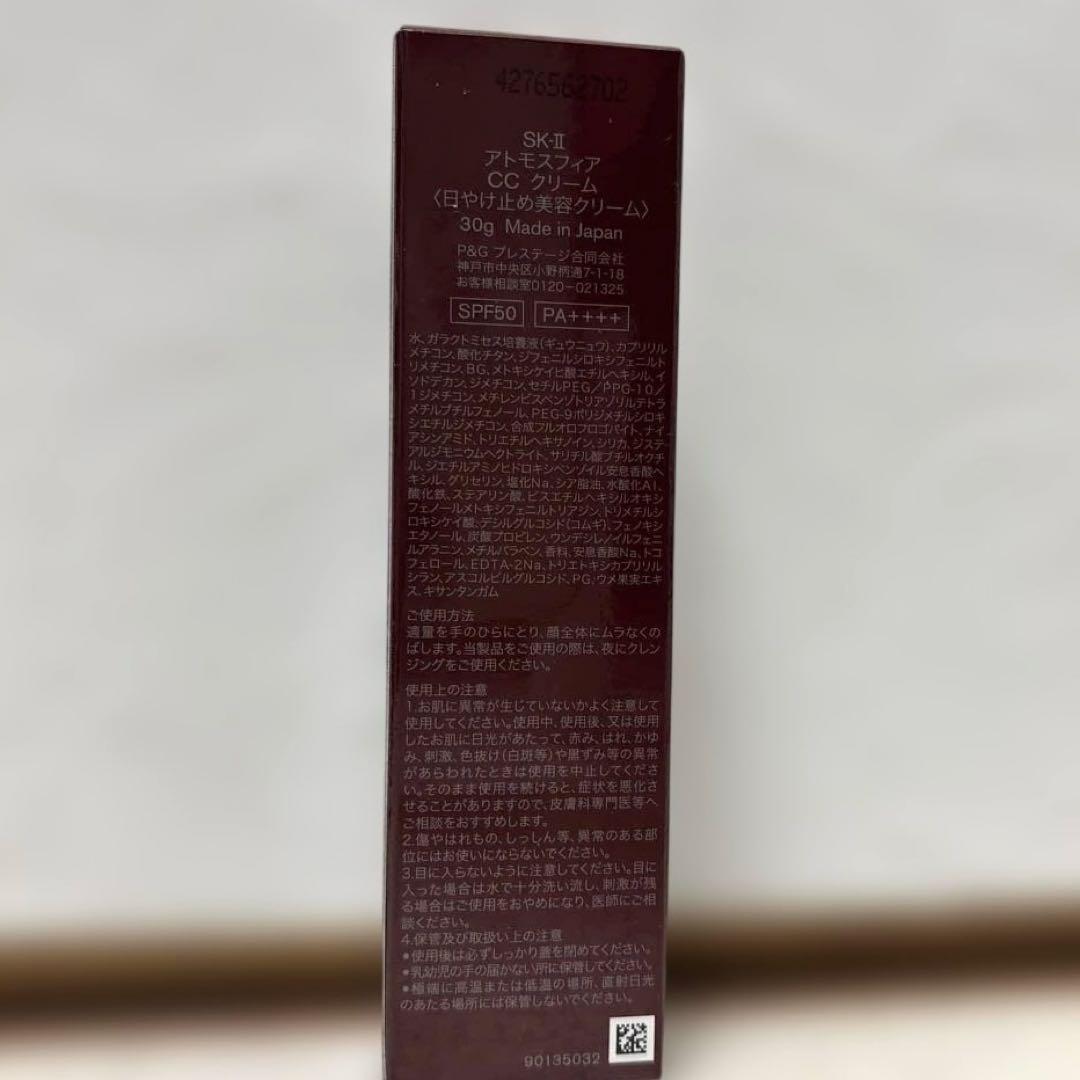 4276562702
SK-II
アトモスフィア
CC クリーム
〈日やけ止め美容クリーム〉
30g Made in Japan
P&G プレステージ合同会社
神戸市中央区小野柄通7-1-18
お客様相談室0120-021325
SPF50 PA++++
水、ガラクトミセス培養液(ギュウニュウ)、カプリリル
メチコン、酸化チタン、ジフェニルシロキシフェニルト
リメチコン、BG、メトキシケイヒ酸エチルヘキシル、イ
ソドデカン、ジメチコン、セチルPEG/PPG-10/
1ジメチコン、メチレンビスベンゾトリアゾリルテトラ
メチルブチルフェノール、PEG-9ポリジメチルシロキ
シエチルジメチコン、合成フルオロフロゴパイト、ナイ
アシンアミド、トリエチルヘキサノイン、シリカ、ジステ
アルジモニウムヘクトライト、サリチル酸ブチルオクチ
ル、ジエチルアミノヒドロキシベンゾイル安息香酸ヘ
キシル、グリセリン、塩化Na、シア脂油、水酸化Al、
酸化鉄、ステアリン酸、ビスエチルヘキシルオキシ
フェノールメトキシフェニルトリアジン、トリメチルシ
ロキシケイ酸、デシルグルコシド(コムギ)、フェノキシ
エタノール、炭酸プロピレン、ウンデシレノイルフェニ
ルアラニン、メチルパラベン、香料、安息香酸Na、トコ
フェロール、EDTA-2Na、トリエトキシカプリリル
シラン、アスコルビルグルコシド、PG、ウメ果実エキ
ス、キサンタンガム
ご使用方法
適量を手のひらにとり、顔全体にムラなくの
ばします。当製品をご使用の際は、夜にクレン
ジングをご使用ください。
使用上の注意
1.お肌に異常が生じていないかよく注意して
使用してください。使用中、使用後、又は使用
したお肌に日光があたって、赤み、はれ、かゆ
み、刺激、色抜け(白斑等)や黒ずみ等の異常
があらわれたときは使用を中止してくださ
い。そのまま使用を続けると、症状を悪化さ
せることがありますので、皮膚科専門医等へ
ご相談をおすすめします。
2.傷やはれもの、しっしん等、異常のある部
位にはお使いにならないでください。
3.目に入らないように注意してください。目に
入った場合は水で十分洗い流し、刺激が残
る場合はご使用をおやめになり、医師にご相
談ください。
4.保管及び取扱い上の注意
●使用後は必ずしっかり蓋を閉めてください。
●乳幼児の手の届かない所に保管してください。
●極端に高温または低温の場所、直射日光
のあたる場所には保管しないでください。
90135032